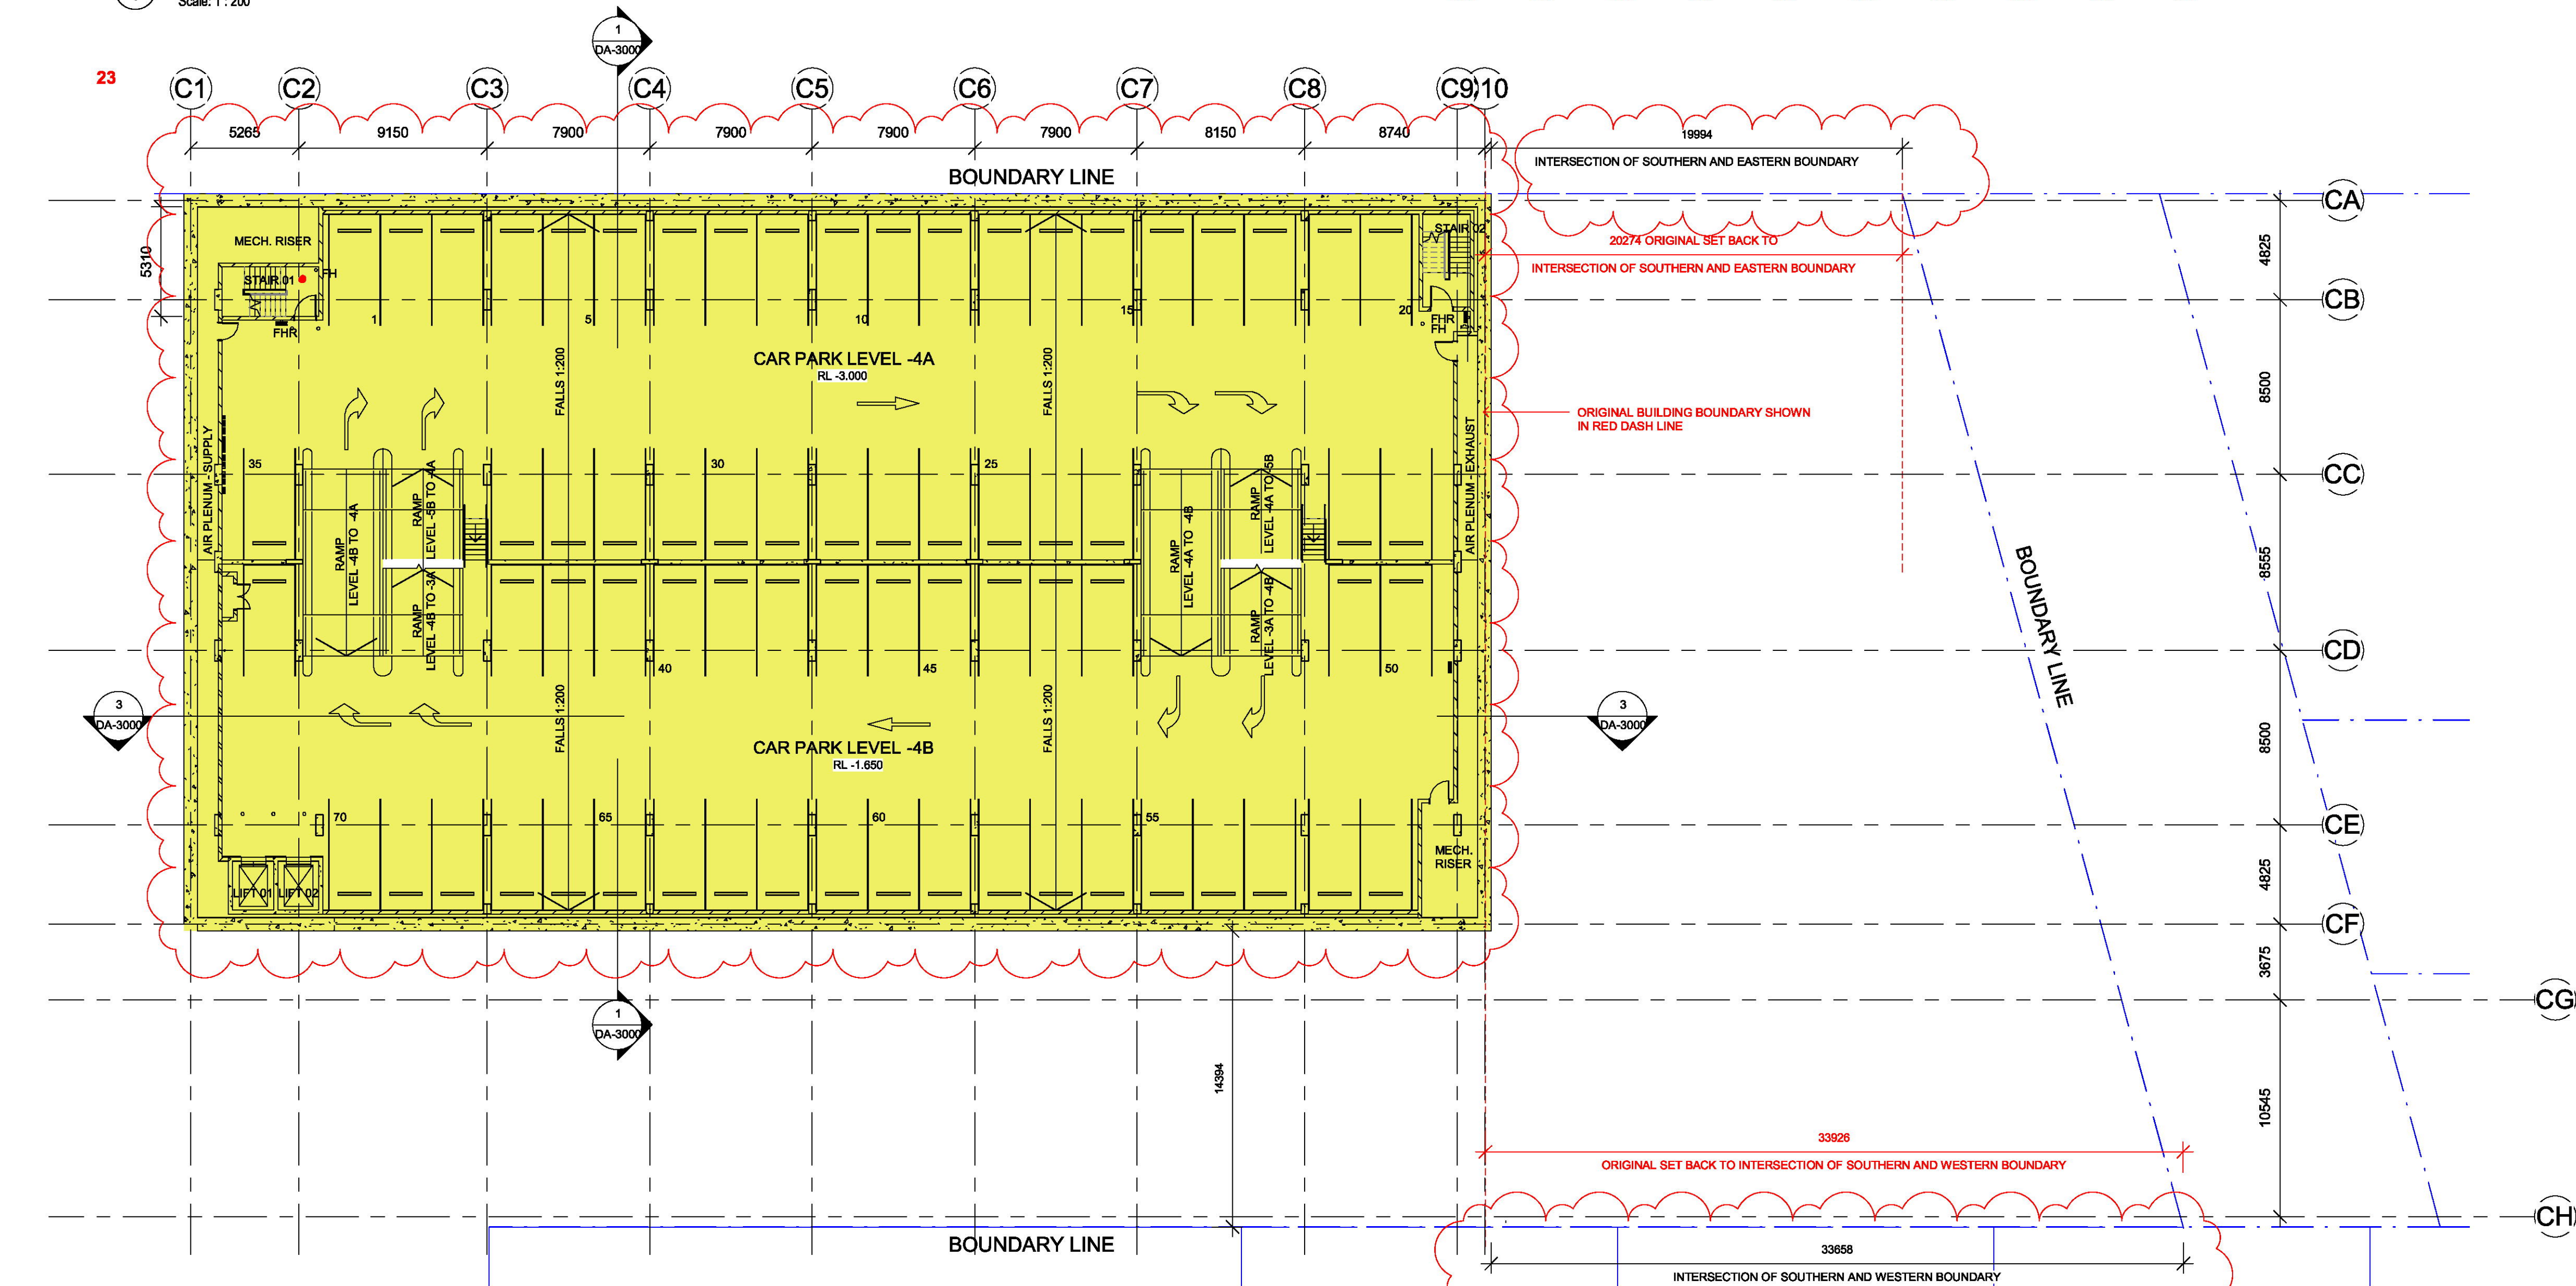 Scale: 1 : 200
1
DA-3000
23
C1 C2 C3 C4 C5 C6 C7 C8 C9 10
5265 9150 7900 7900 7900 7900 8150 8740 19994
INTERSECTION OF SOUTHERN AND EASTERN BOUNDARY
BOUNDARY LINE
CA
20274 ORIGINAL SET BACK TO
INTERSECTION OF SOUTHERN AND EASTERN BOUNDARY
4825
5310
MECH. RISER
STAIR 01
FH
FHR
STAIR 02
FHR
FH
CB
1 5 10 15 20
CAR PARK LEVEL -4A
RL -3.000
FALLS 1:200
FALLS 1:200
8500
ORIGINAL BUILDING BOUNDARY SHOWN
IN RED DASH LINE
AIR PLENUM - SUPPLY
AIR PLENUM - EXHAUST
35 30 25
CC
RAMP
LEVEL -4B TO -4A
RAMP
LEVEL -5B TO -4A
RAMP
LEVEL -4B TO -3A
RAMP
LEVEL -4A TO -4B
RAMP
LEVEL -4A TO -5B
RAMP
LEVEL -3A TO -4B
8555
BOUNDARY LINE
CD
40 45 50
3
DA-3000
3
DA-3000
FALLS 1:200
FALLS 1:200
CAR PARK LEVEL -4B
RL -1.650
8500
70 65 60 55
CE
MECH.
RISER
LIFT 01
LIFT 02
4825
CF
3675
CG
1
DA-3000
14394
10545
33926
ORIGINAL SET BACK TO INTERSECTION OF SOUTHERN AND WESTERN BOUNDARY
CH
BOUNDARY LINE
33658
INTERSECTION OF SOUTHERN AND WESTERN BOUNDARY